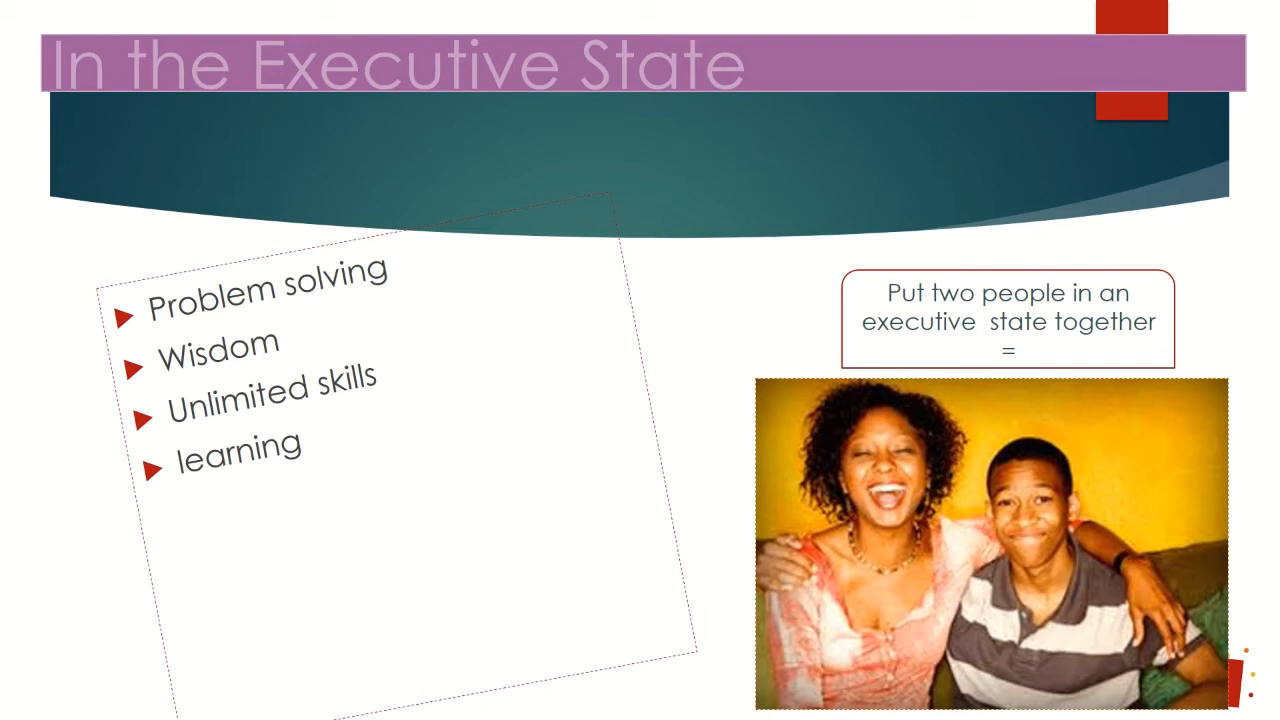 In the Executive State
Problem solving
Wisdom
Unlimited skills
learning
Put two people in an
executive state together
=